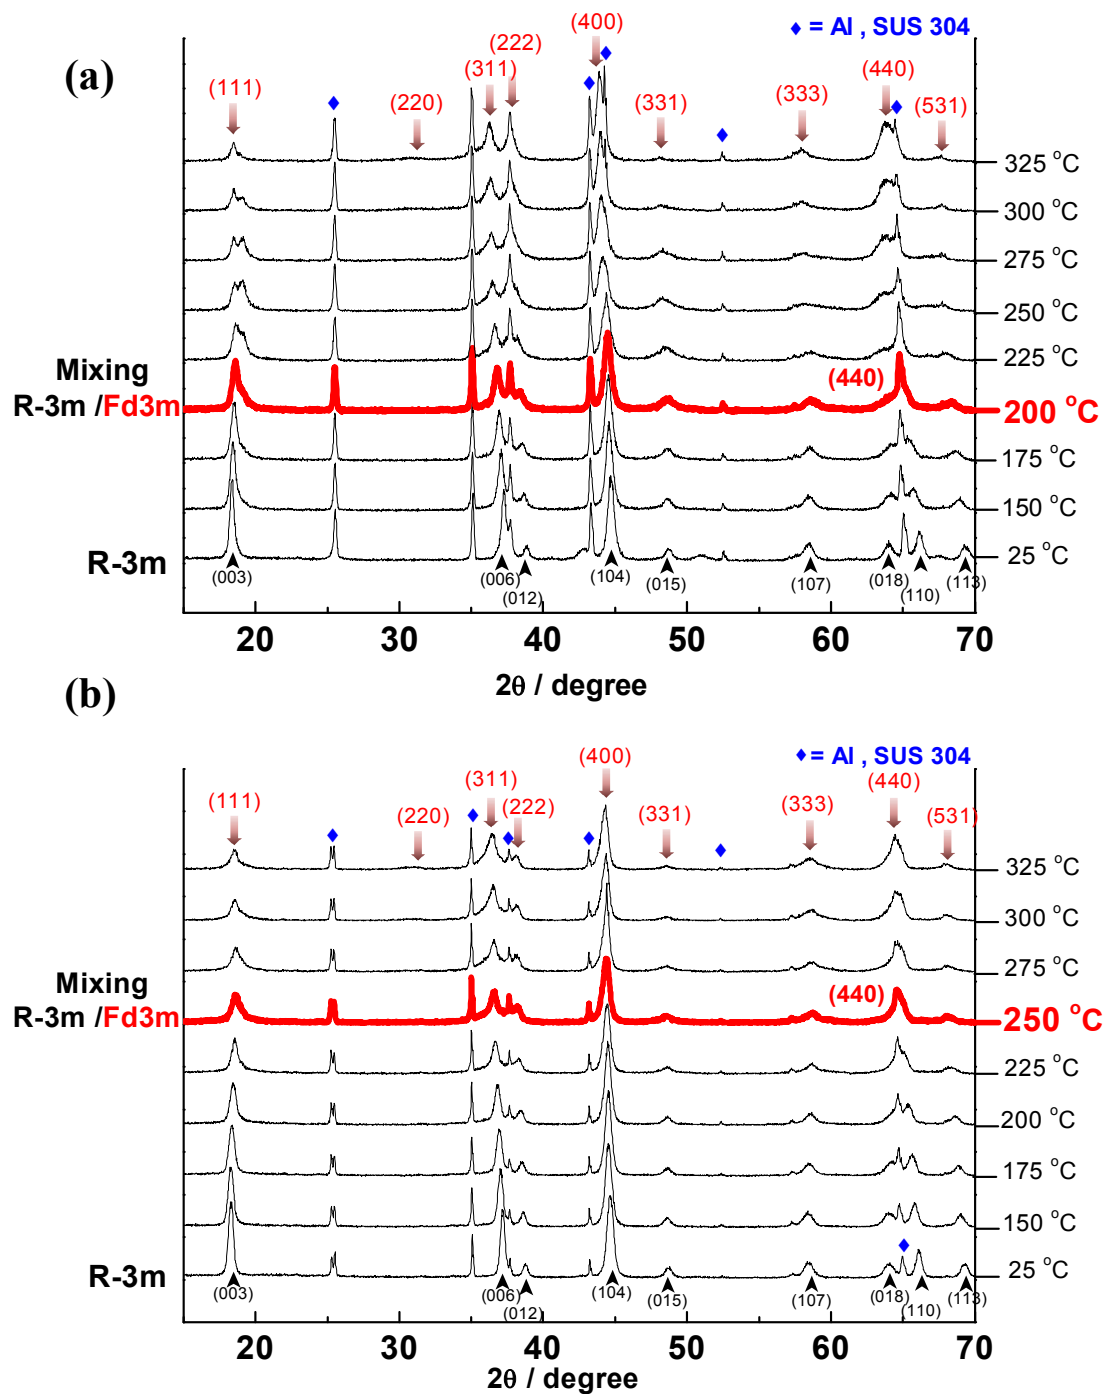 (a)
(400)
◆ = Al , SUS 304
(222)
(311)
(111)
(220)
(331)
(333)
(440)
(531)
325 °C
300 °C
275 °C
250 °C
225 °C
Mixing
R-3m /Fd3m
(440)
200 °C
175 °C
150 °C
R-3m
25 °C
(003)
(006)
(012)
(104)
(015)
(107)
(018)
(110)
(113)
20 30 40 50 60 70
2θ / degree
(b)
(400)
◆ = Al , SUS 304
(311)
(222)
(111)
(220)
(331)
(333)
(440)
(531)
325 °C
300 °C
275 °C
Mixing
R-3m /Fd3m
(440)
250 °C
225 °C
200 °C
175 °C
150 °C
R-3m
25 °C
(003)
(006)
(012)
(104)
(015)
(107)
(018)
(110)
(113)
20 30 40 50 60 70
2θ / degree